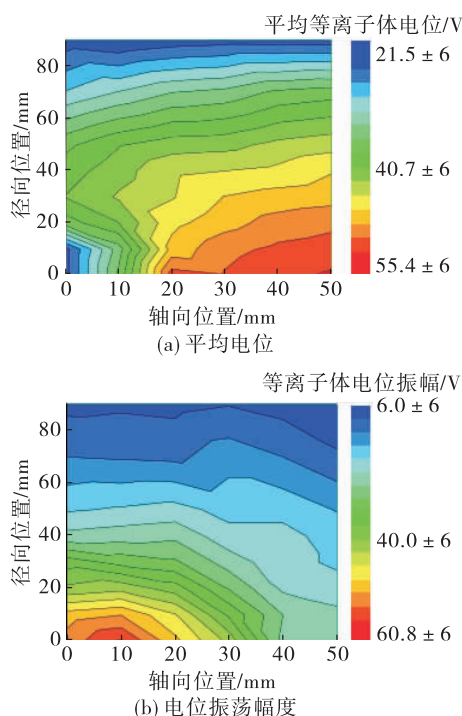 平均等离子体电位/V
80
60
40
20
0
径向位置/mm
21.5 ± 6
40.7 ± 6
55.4 ± 6
0 10 20 30 40 50
轴向位置/mm
(a) 平均电位
等离子体电位振幅/V
80
60
40
20
0
径向位置/mm
6.0 ± 6
40.0 ± 6
60.8 ± 6
0 10 20 30 40 50
轴向位置/mm
(b) 电位振荡幅度